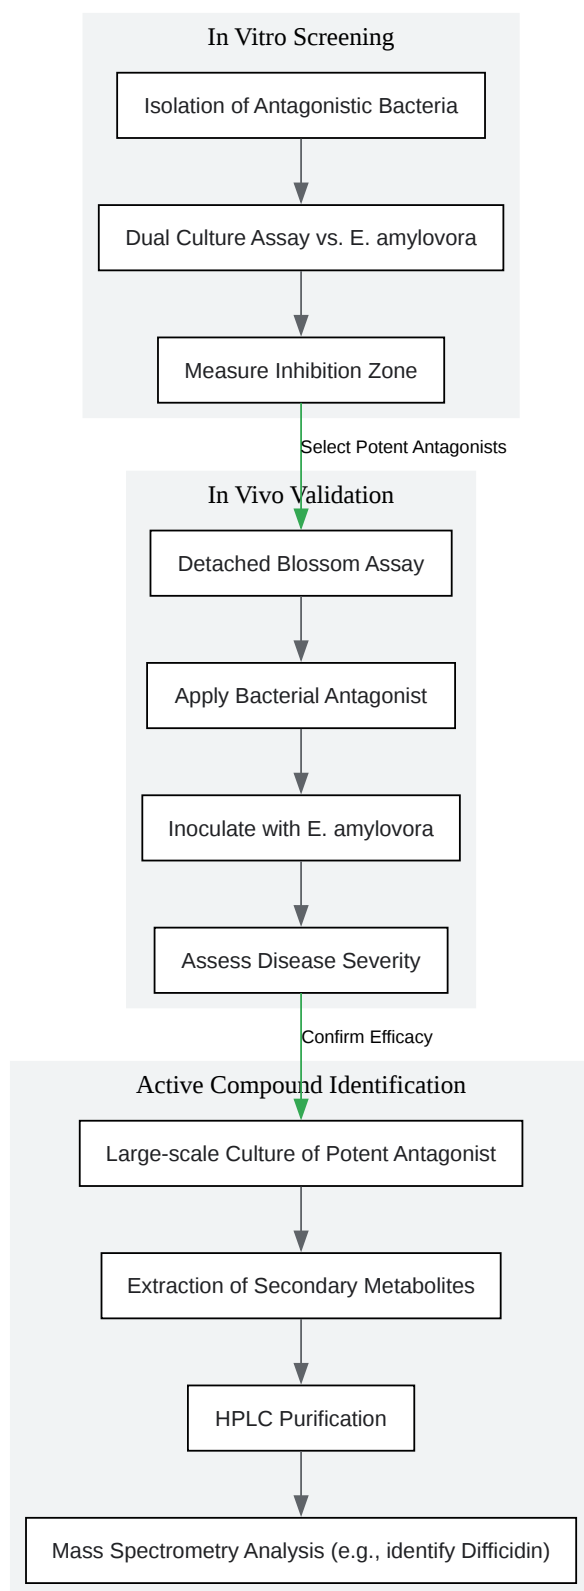 In Vitro Screening
Isolation of Antagonistic Bacteria
Dual Culture Assay vs. E. amylovora
Measure Inhibition Zone
Select Potent Antagonists
In Vivo Validation
Detached Blossom Assay
Apply Bacterial Antagonist
Inoculate with E. amylovora
Assess Disease Severity
Confirm Efficacy
Active Compound Identification
Large-scale Culture of Potent Antagonist
Extraction of Secondary Metabolites
HPLC Purification
Mass Spectrometry Analysis (e.g., identify Difficidin)